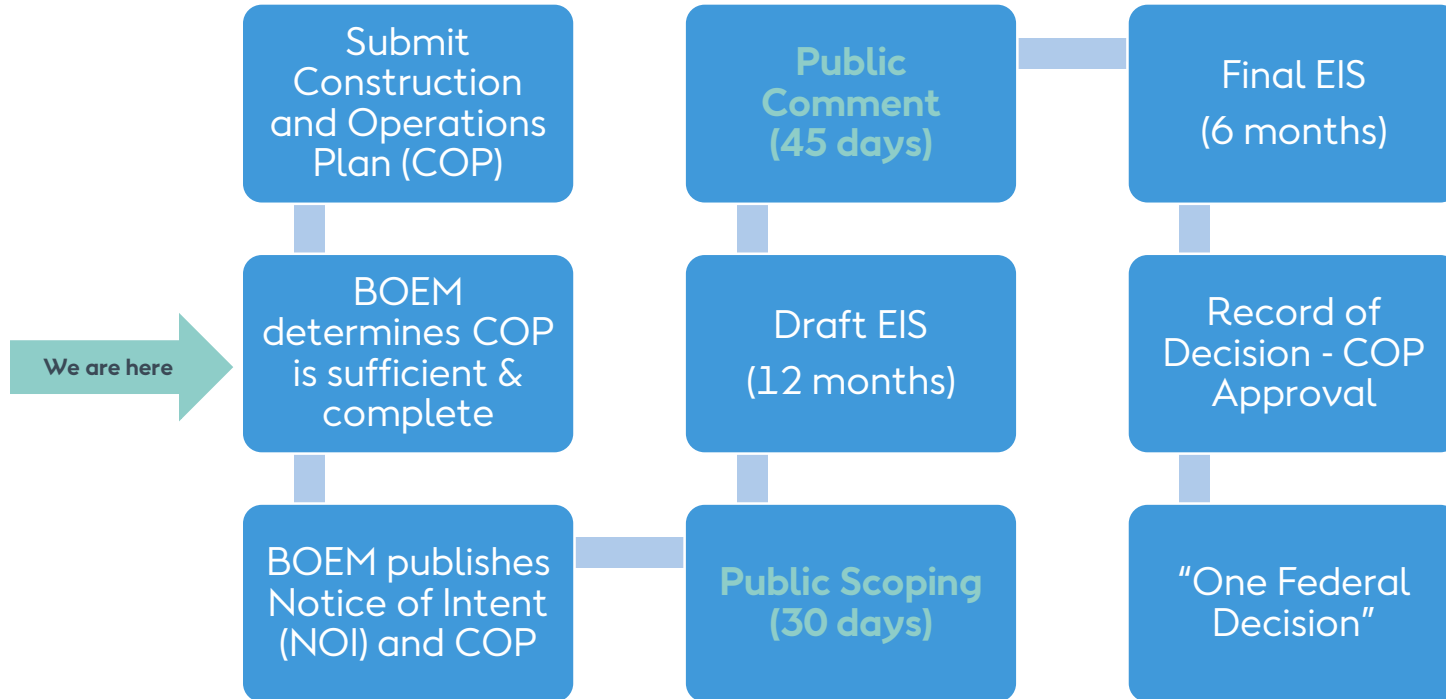 Submit
Construction
and Operations
Plan (COP)
We are here
BOEM
determines COP
is sufficient &
complete
BOEM publishes
Notice of Intent
(NOI) and COP
Public Scoping
(30 days)
Draft EIS
(12 months)
Public
Comment
(45 days)
Final EIS
(6 months)
Record of
Decision - COP
Approval
“One Federal
Decision”